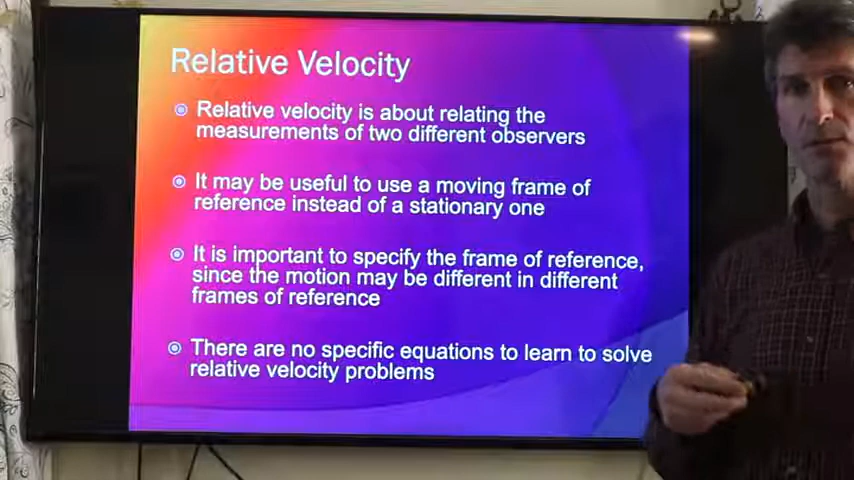 Relative Velocity
Relative velocity is about relating the
measurements of two different observers
It may be useful to use a moving frame of
reference instead of a stationary one
It is important to specify the frame of reference,
since the motion may be different in different
frames of reference
There are no specific equations to learn to solve
relative velocity problems